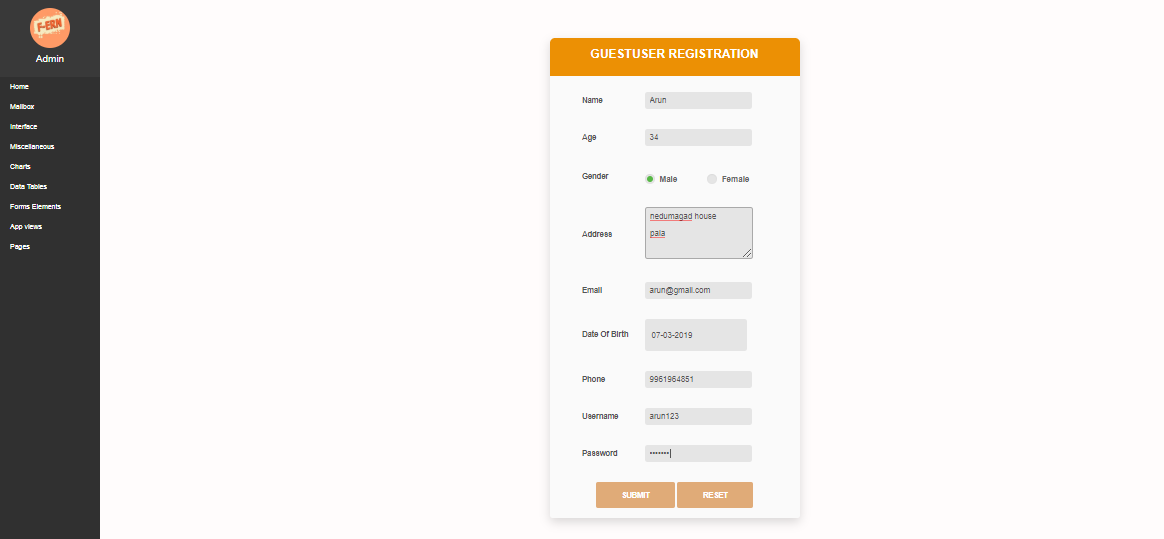 F-ERN
Admin
Home
Mailbox
Interface
Miscellaneous
Charts
Data Tables
Forms Elements
App views
Pages
GUESTUSER REGISTRATION
Name Arun
Age 34
Gender Male Female
Address nedumagad house
pala
Email arun@gmail.com
Date Of Birth 07-03-2019
Phone 9961964851
Username arun123
Password •••••••
SUBMIT RESET